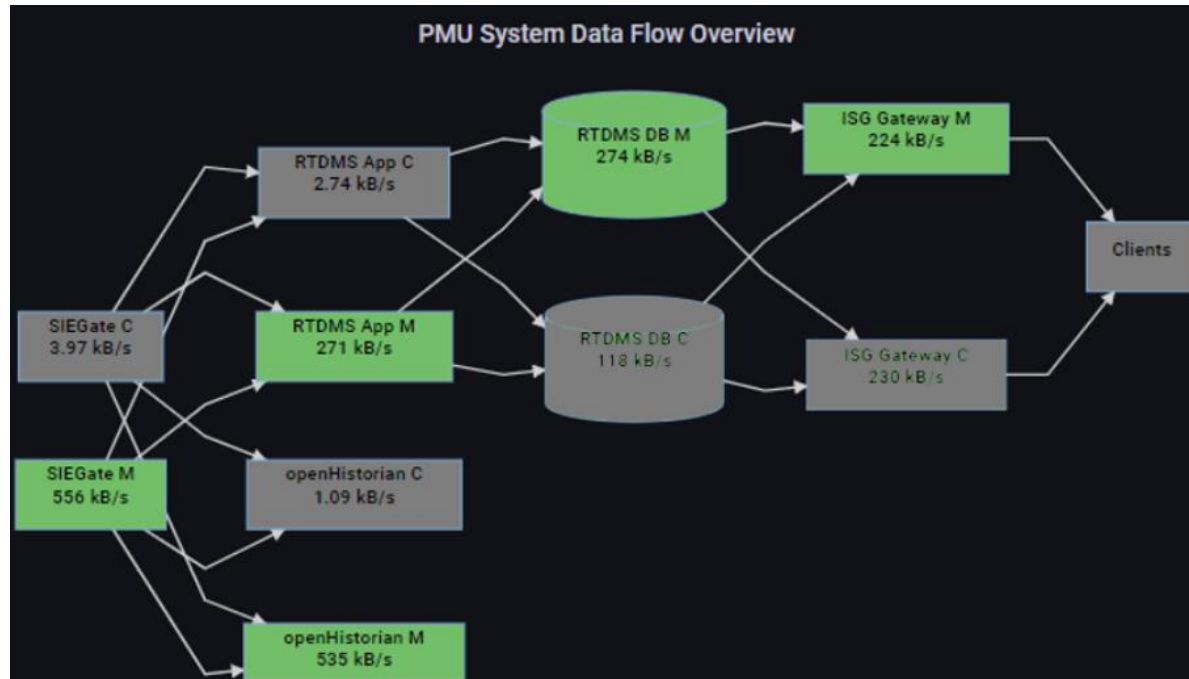 PMU System Data Flow Overview
RTDMS App C
2.74 kB/s
RTDMS DB M
274 kB/s
ISG Gateway M
224 kB/s
Clients
SIEGate C
3.97 kB/s
RTDMS App M
271 kB/s
RTDMS DB C
118 kB/s
ISG Gateway C
230 kB/s
SIEGate M
556 kB/s
openHistorian C
1.09 kB/s
openHistorian M
535 kB/s